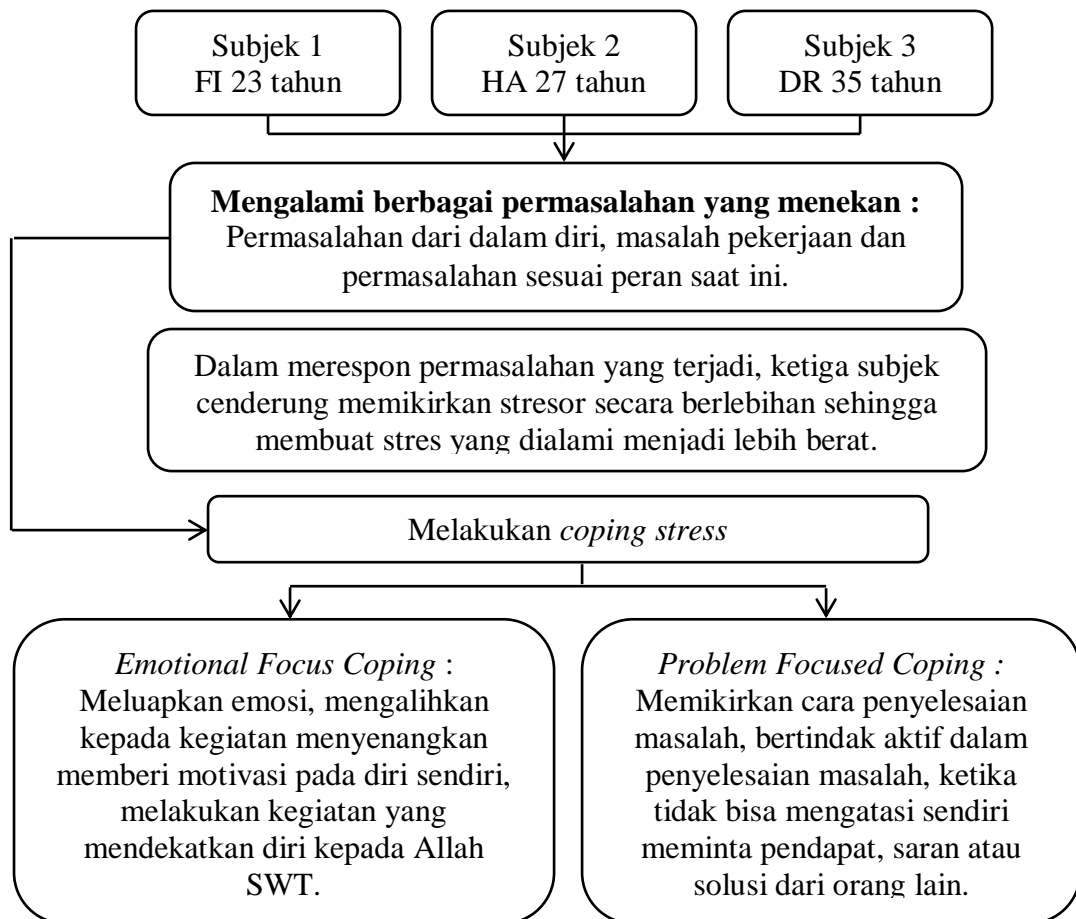 Subjek 1
FI 23 tahun
Subjek 2
HA 27 tahun
Subjek 3
DR 35 tahun
Mengalami berbagai permasalahan yang menekan :
Permasalahan dari dalam diri, masalah pekerjaan dan
permasalahan sesuai peran saat ini.
Dalam merespon permasalahan yang terjadi, ketiga subjek
cenderung memikirkan stresor secara berlebihan sehingga
membuat stres yang dialami menjadi lebih berat.
Melakukan coping stress
Emotional Focus Coping :
Meluapkan emosi, mengalihkan
kepada kegiatan menyenangkan
memberi motivasi pada diri sendiri,
melakukan kegiatan yang
mendekatkan diri kepada Allah
SWT.
Problem Focused Coping :
Memikirkan cara penyelesaian
masalah, bertindak aktif dalam
penyelesaian masalah, ketika
tidak bisa mengatasi sendiri
meminta pendapat, saran atau
solusi dari orang lain.